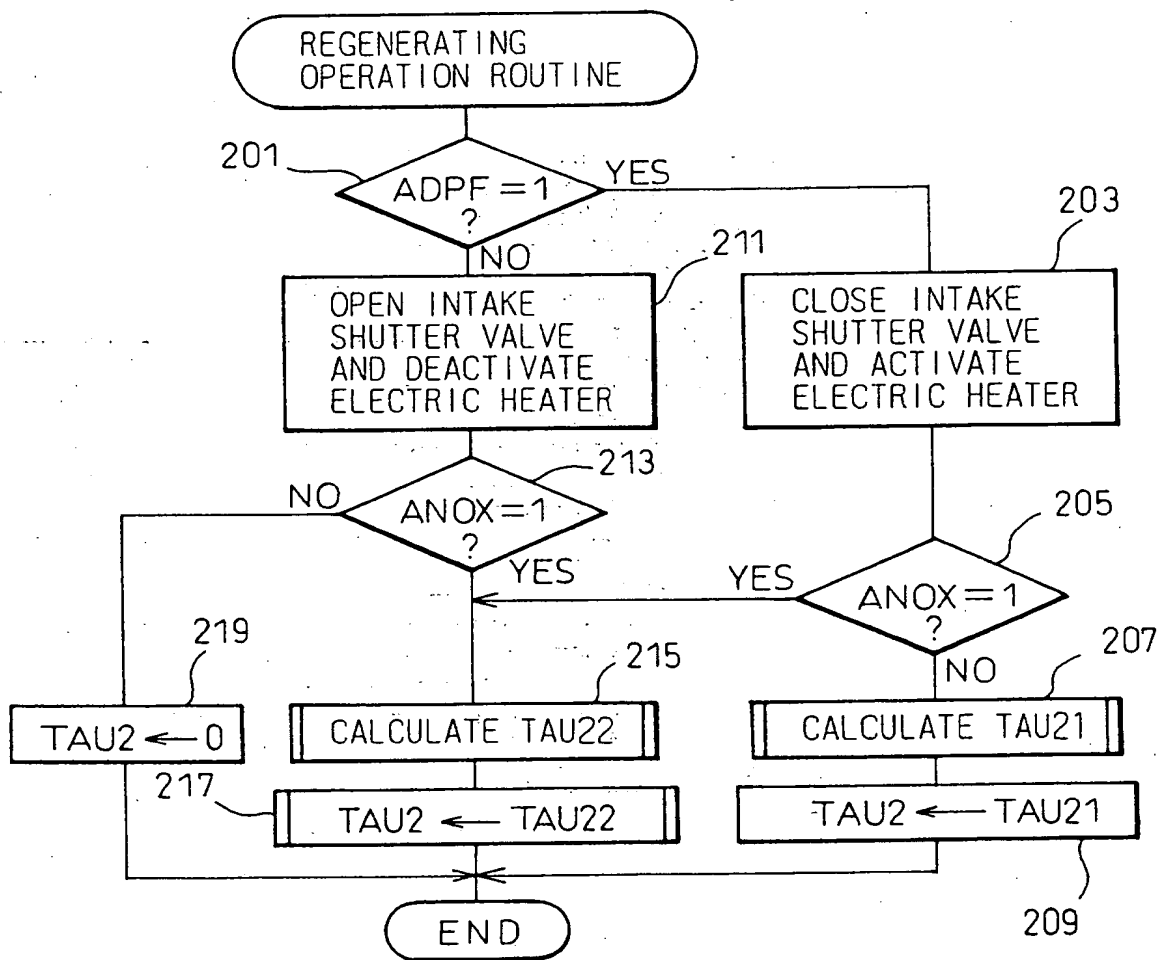 REGENERATING
OPERATION ROUTINE
201
ADPF=1
?
YES
NO
211
203
OPEN INTAKE
SHUTTER VALVE
AND DEACTIVATE
ELECTRIC HEATER
CLOSE INTAKE
SHUTTER VALVE
AND ACTIVATE
ELECTRIC HEATER
213
NO
ANOX=1
?
YES
205
YES
ANOX=1
?
NO
219
215
207
TAU2 ← 0
CALCULATE TAU22
CALCULATE TAU21
217
TAU2 ← TAU22
TAU2 ← TAU21
209
END